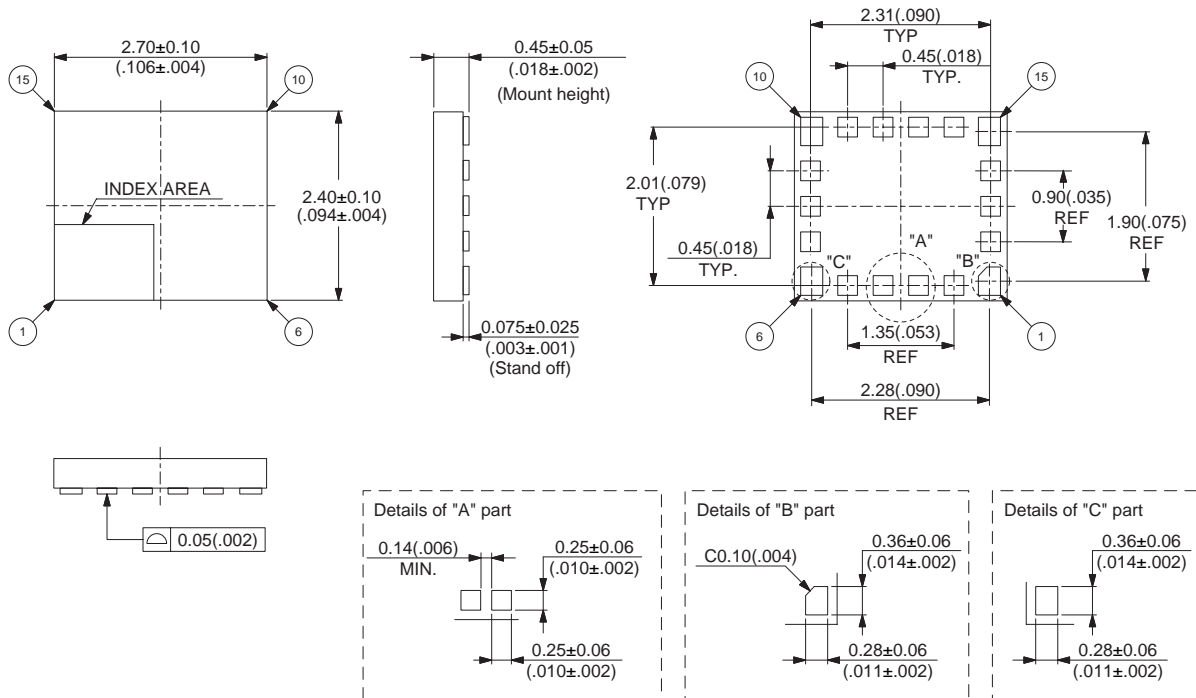 2.70±0.10
(.106±.004)
15
10
INDEX AREA
2.40±0.10
(.094±.004)
1
6
0.45±0.05
(.018±.002)
(Mount height)
0.075±0.025
(.003±.001)
(Stand off)
2.31(.090)
TYP
0.45(.018)
TYP.
10
15
2.01(.079)
TYP
0.45(.018)
TYP.
0.90(.035)
REF
1.90(.075)
REF
"A"
"C"
"B"
6
1
1.35(.053)
REF
2.28(.090)
REF
0.05(.002)
Details of "A" part
0.14(.006)
MIN.
0.25±0.06
(.010±.002)
0.25±0.06
(.010±.002)
Details of "B" part
C0.10(.004)
0.36±0.06
(.014±.002)
0.28±0.06
(.011±.002)
Details of "C" part
0.36±0.06
(.014±.002)
0.28±0.06
(.011±.002)